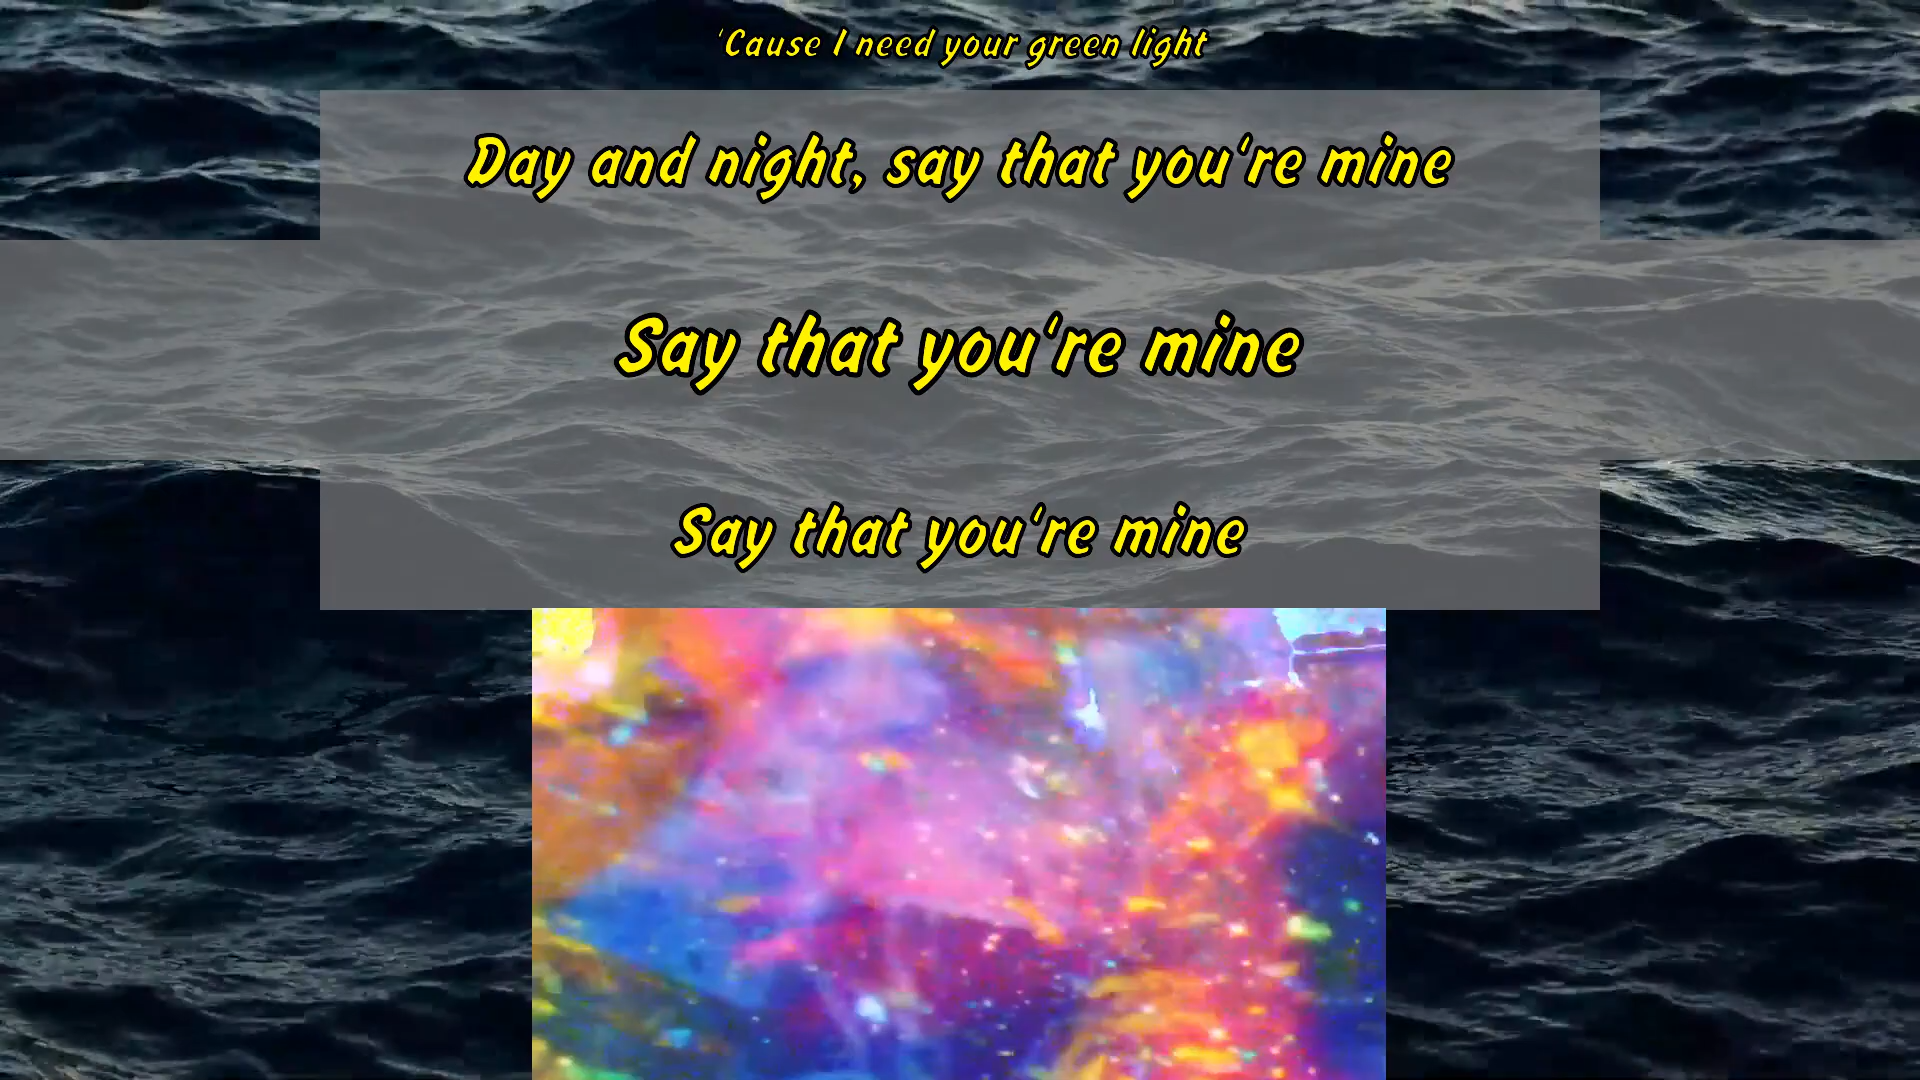 'Cause I need your green light
Day and night, say that you're mine
Say that you're mine
Say that you're mine